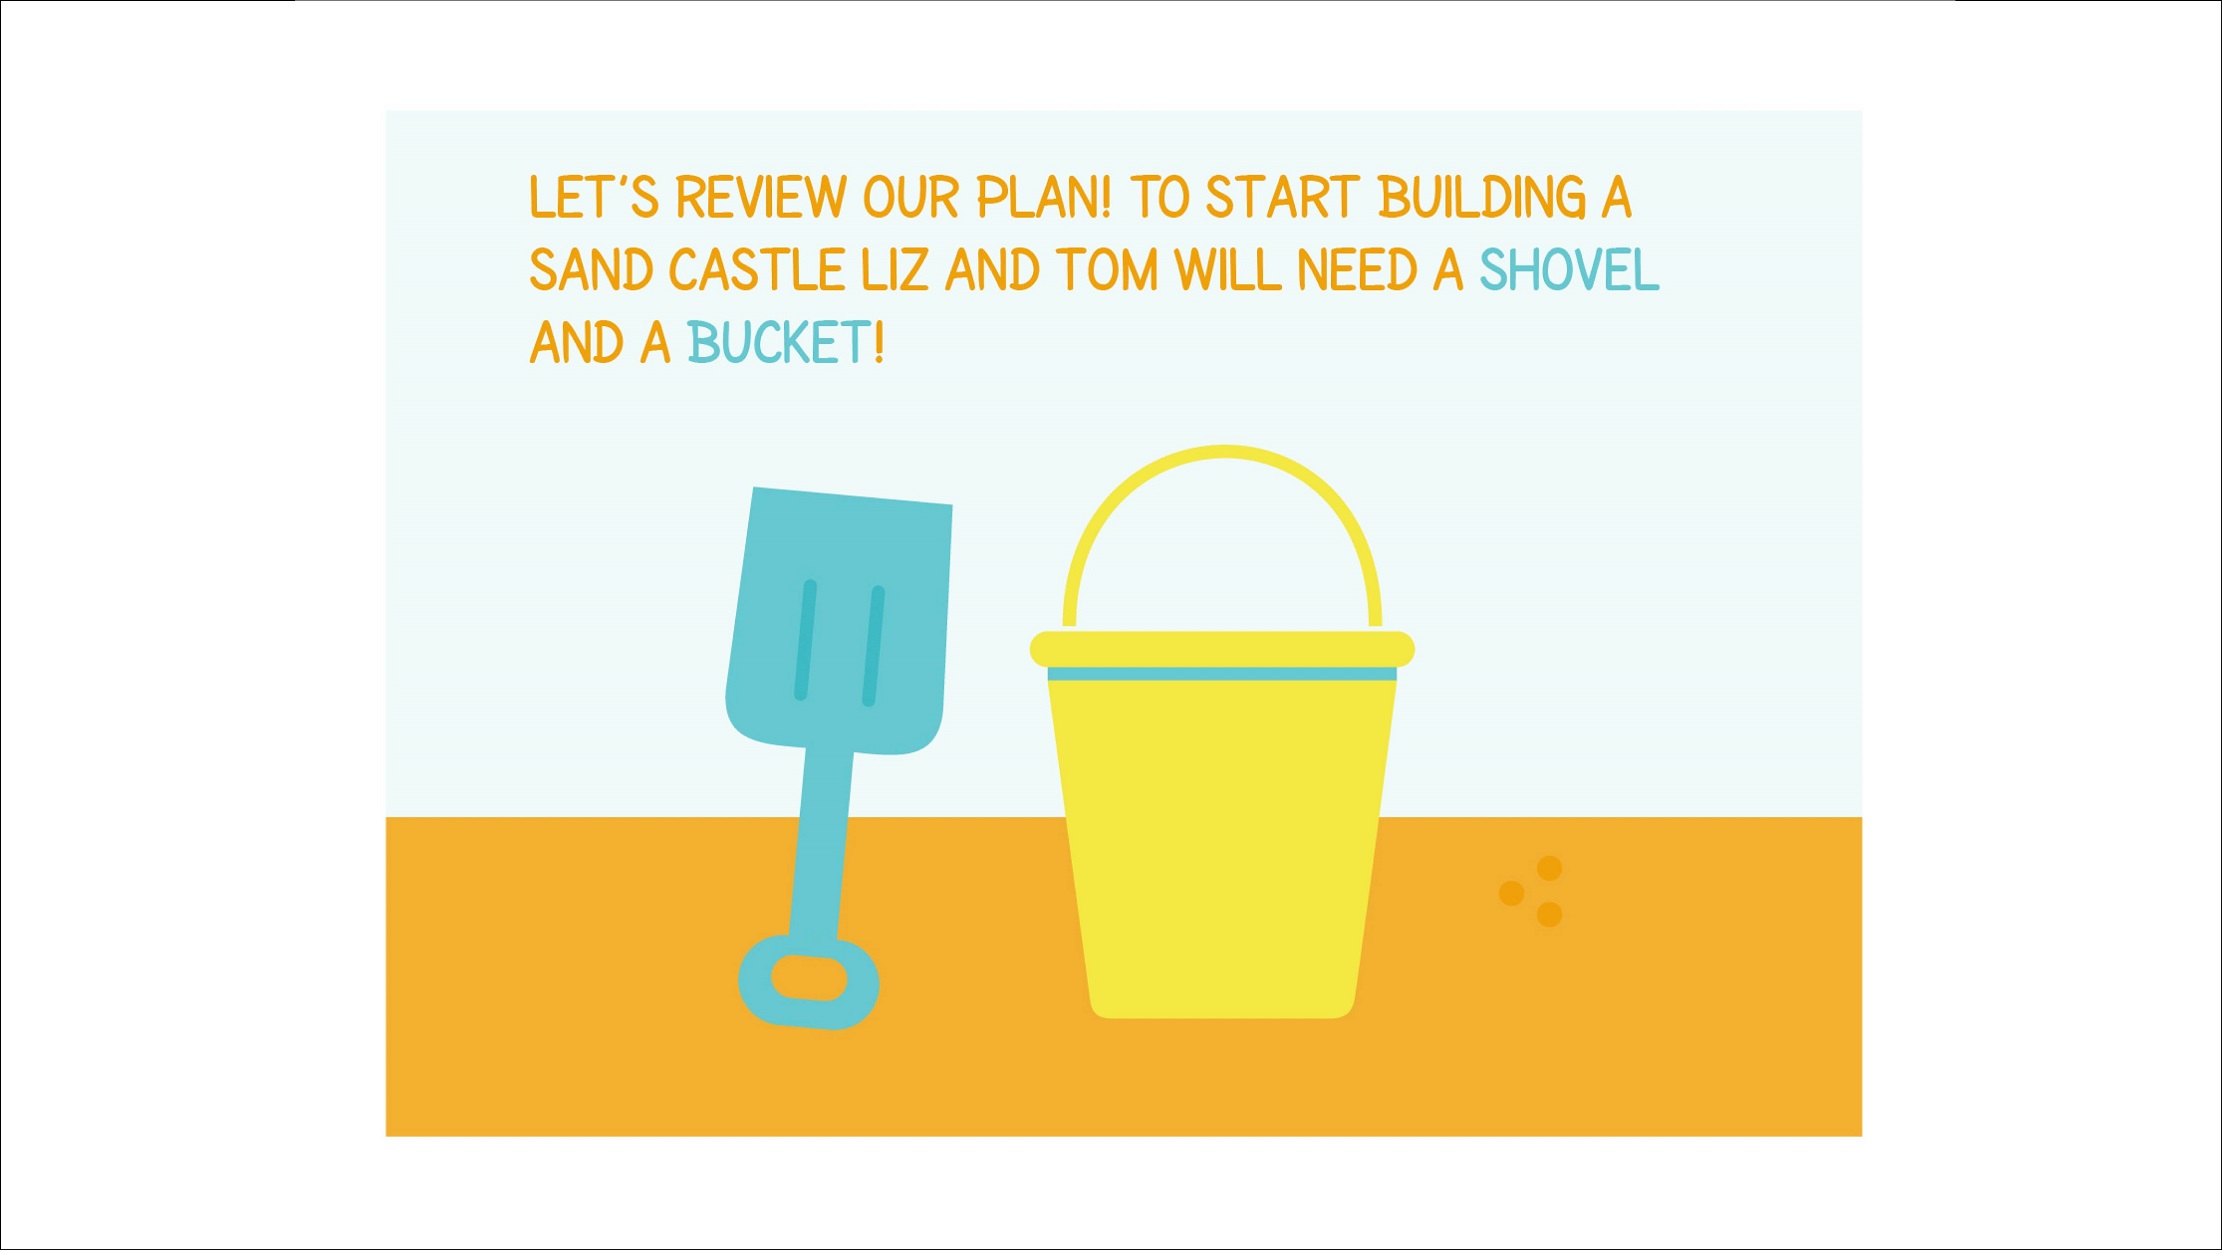 LET'S REVIEW OUR PLAN! TO START BUILDING A
SAND CASTLE LIZ AND TOM WILL NEED A SHOVEL
AND A BUCKET!